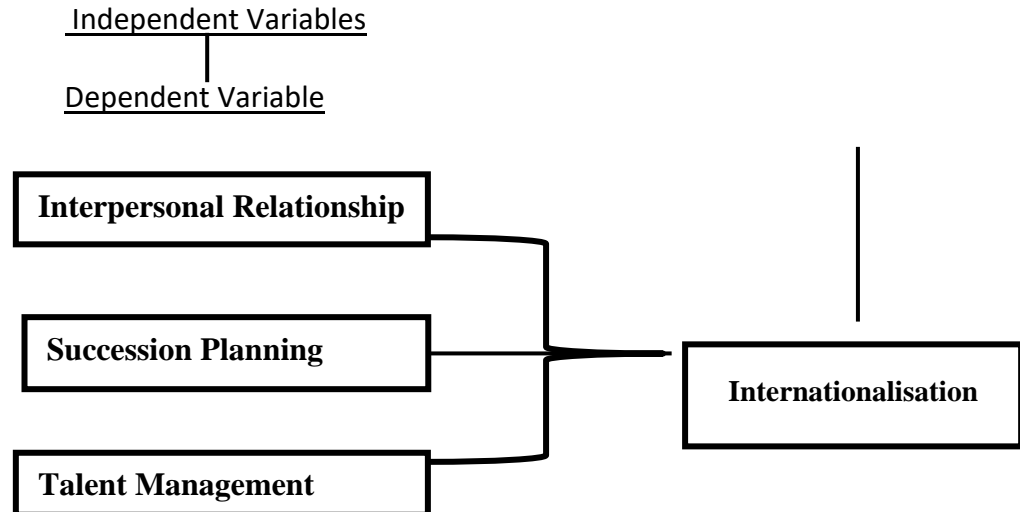 Independent Variables
Dependent Variable
Interpersonal Relationship
Succession Planning
Internationalisation
Talent Management